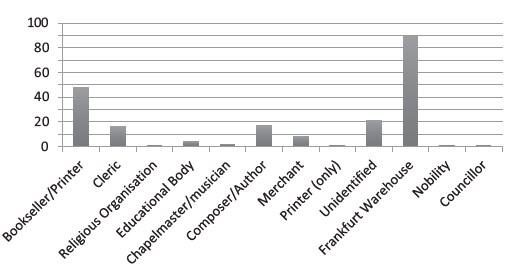 100
80
60
40
20
0
Bookseller/Printer
Cleric
Religious Organisation
Educational Body
Chapelmaster/musician
Composer/Author
Merchant
Printer (only)
Unidentified
Frankfurt Warehouse
Nobility
Councillor